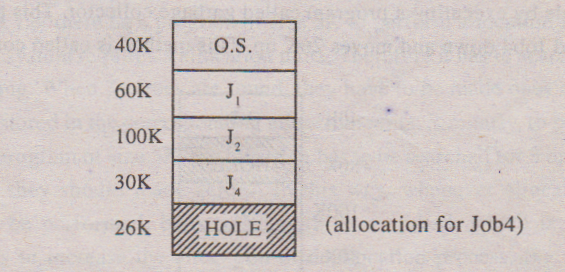 40K O.S.
60K J1
100K J2
30K J4
26K HOLE (allocation for Job4)